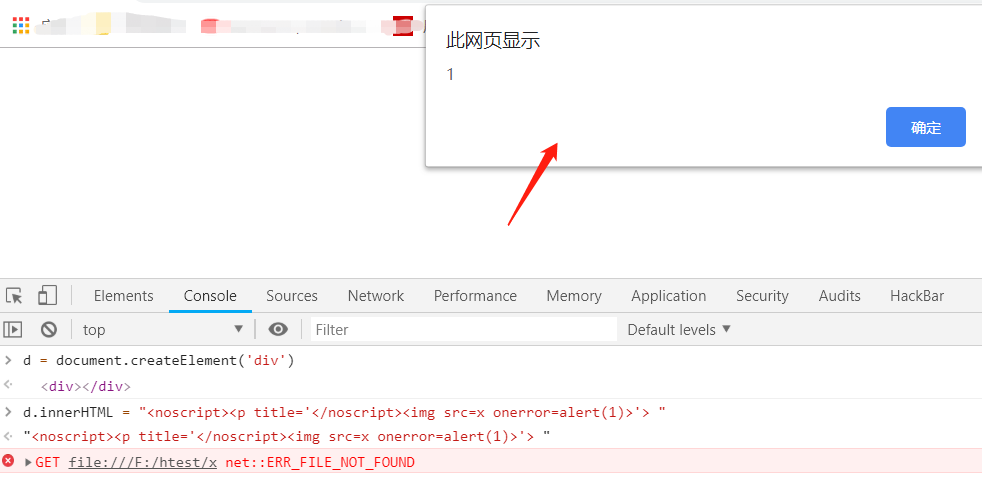 此网页显示
1
确定
Elements Console Sources Network Performance Memory Application Security Audits HackBar
top Filter Default levels
d = document.createElement('div')
<div></div>
d.innerHTML = "<noscript><p title='</noscript><img src=x onerror=alert(1)>'> "
"<noscript><p title='</noscript><img src=x onerror=alert(1)>'> "
GET file:///F:/htest/x net::ERR_FILE_NOT_FOUND